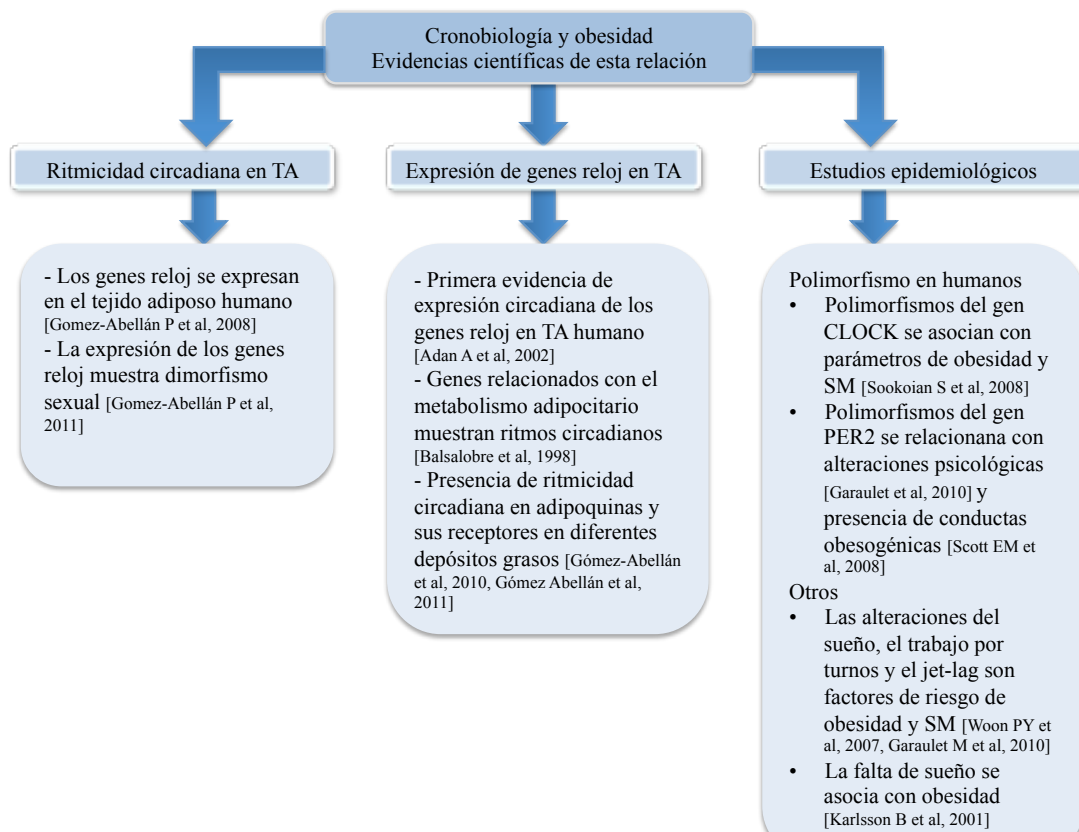 Cronobiología y obesidad
Evidencias científicas de esta relación
Ritmicidad circadiana en TA
Expresión de genes reloj en TA
Estudios epidemiológicos
- Los genes reloj se expresan
en el tejido adiposo humano
[Gomez-Abellán P et al, 2008]
- La expresión de los genes
reloj muestra dimorfismo
sexual [Gomez-Abellán P et al,
2011]
- Primera evidencia de
expresión circadiana de los
genes reloj en TA humano
[Adan A et al, 2002]
- Genes relacionados con el
metabolismo adipocitario
muestran ritmos circadianos
[Balsalobre et al, 1998]
- Presencia de ritmicidad
circadiana en adipoquinas y
sus receptores en diferentes
depósitos grasos [Gómez-Abellán
et al, 2010, Gómez Abellán et al,
2011]
Polimorfismo en humanos
• Polimorfismos del gen
CLOCK se asocian con
parámetros de obesidad y
SM [Sookoian S et al, 2008]
• Polimorfismos del gen
PER2 se relacionana con
alteraciones psicológicas
[Garaulet et al, 2010] y
presencia de conductas
obesogénicas [Scott EM et
al, 2008]
Otros
• Las alteraciones del
sueño, el trabajo por
turnos y el jet-lag son
factores de riesgo de
obesidad y SM [Woon PY et
al, 2007, Garaulet M et al, 2010]
• La falta de sueño se
asocia con obesidad
[Karlsson B et al, 2001]